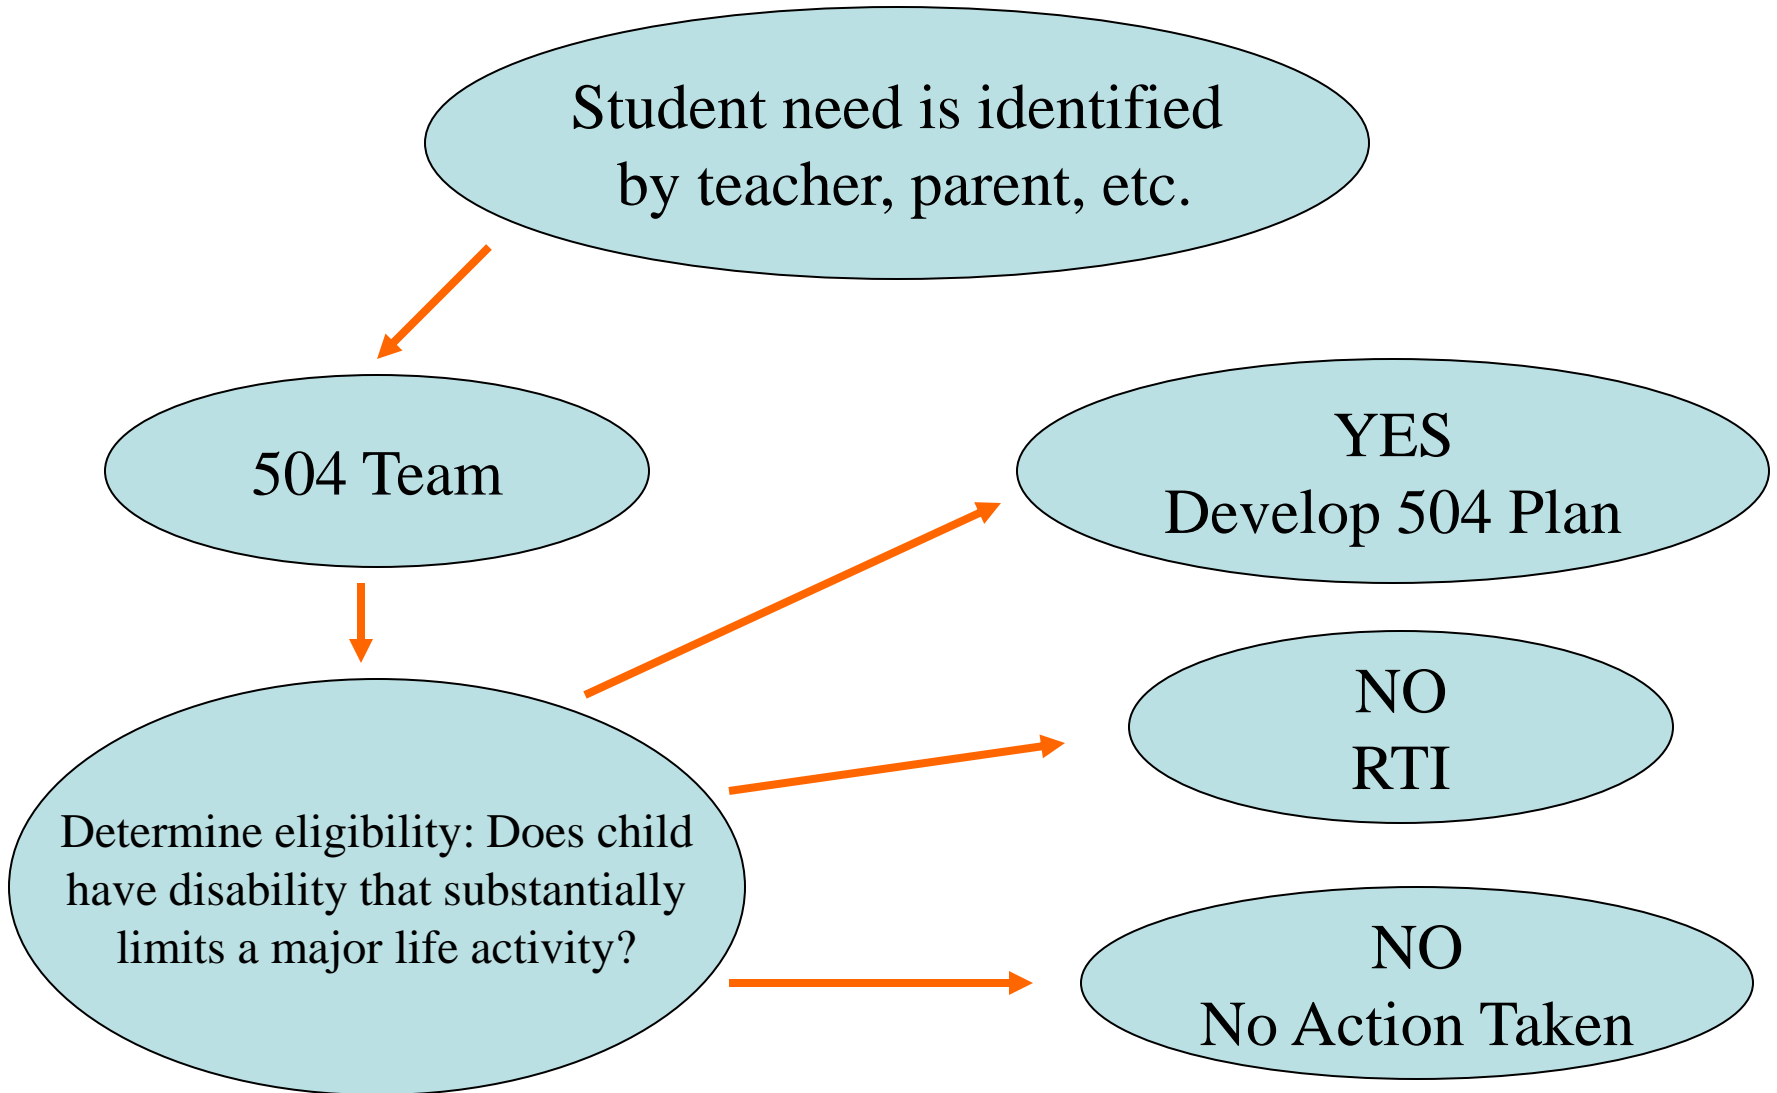 Student need is identified
by teacher, parent, etc.
504 Team
YES
Develop 504 Plan
NO
RTI
Determine eligibility: Does child
have disability that substantially
limits a major life activity?
NO
No Action Taken